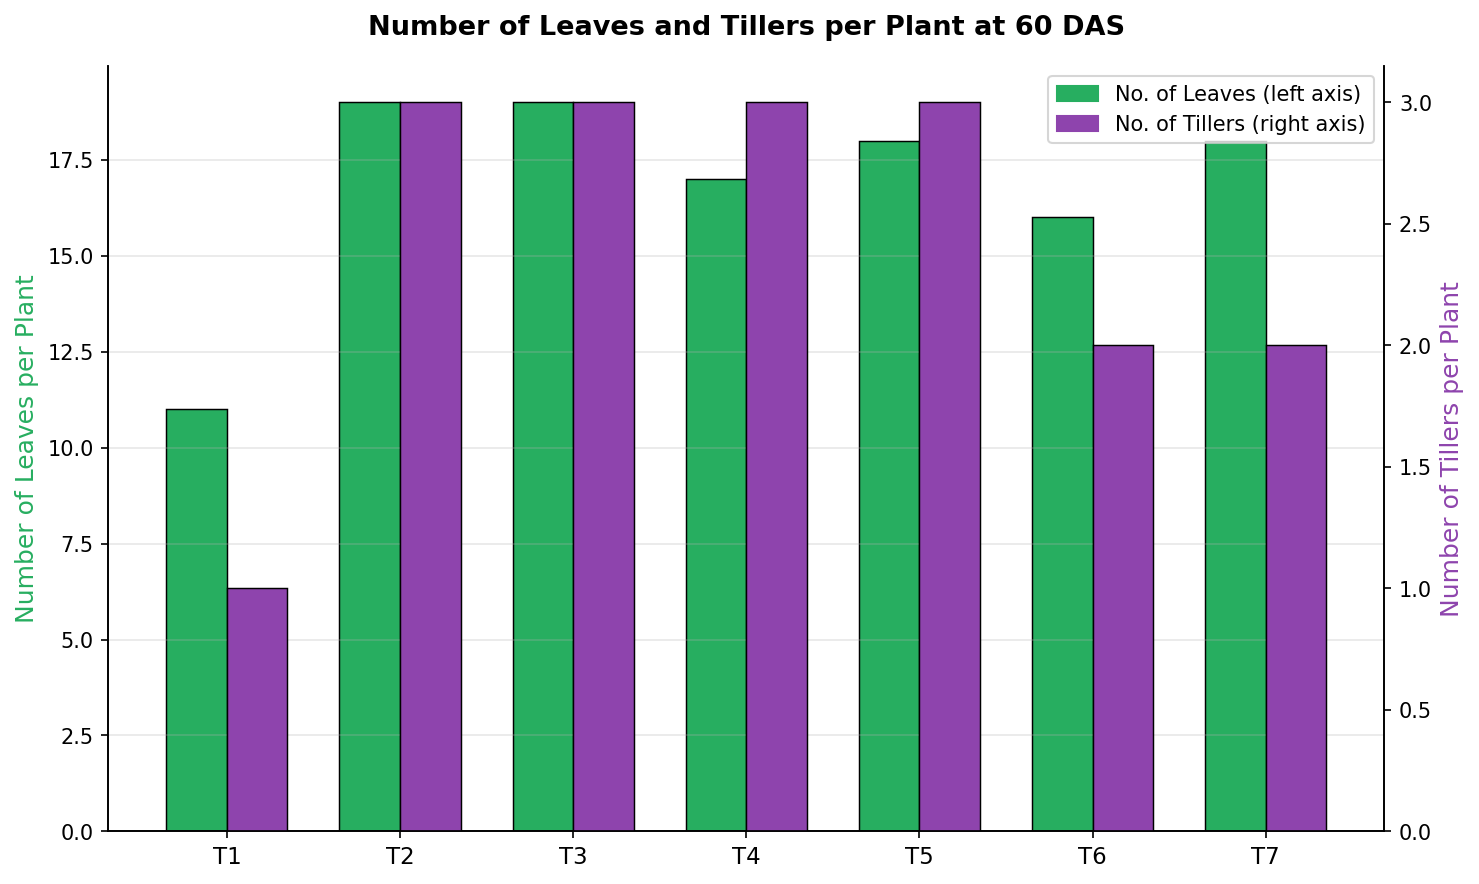 Number of Leaves and Tillers per Plant at 60 DAS
No. of Leaves (left axis)
No. of Tillers (right axis)
Number of Leaves per Plant
17.5
15.0
12.5
10.0
7.5
5.0
2.5
0.0
3.0
2.5
2.0
1.5
1.0
0.5
0.0
Number of Tillers per Plant
T1 T2 T3 T4 T5 T6 T7